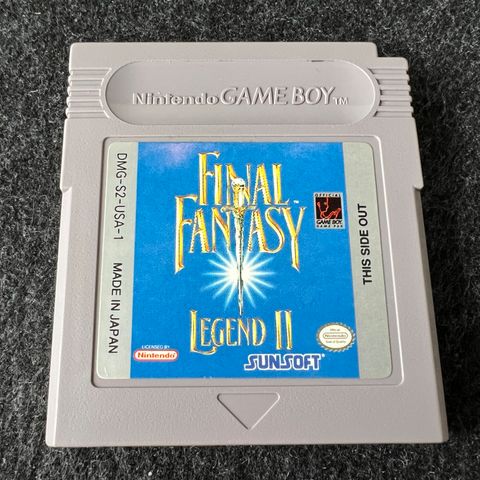 Nintendo GAME BOY TM
DMG-S2-USA-1
MADE IN JAPAN
FINAL
FANTASY
LEGEND II
OFFICIAL
GAME BOY
THIS SIDE OUT
LICENSED BY
Nintendo
SUNSOFT
Nintendo